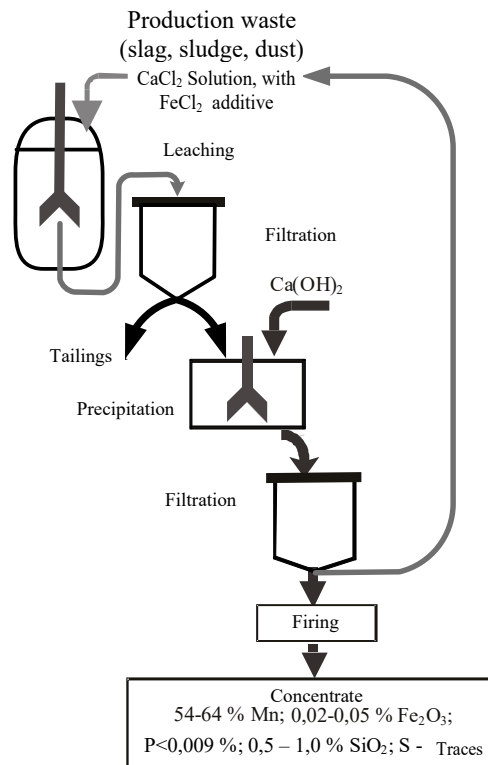 Production waste
(slag, sludge, dust)
CaCl₂ Solution, with
FeCl₂ additive
Leaching
Filtration
Ca(OH)₂
Tailings
Precipitation
Filtration
Firing
Concentrate
54-64 % Mn; 0,02-0,05 % Fe₂O₃;
P<0,009 %; 0,5 – 1,0 % SiO₂; S - Traces